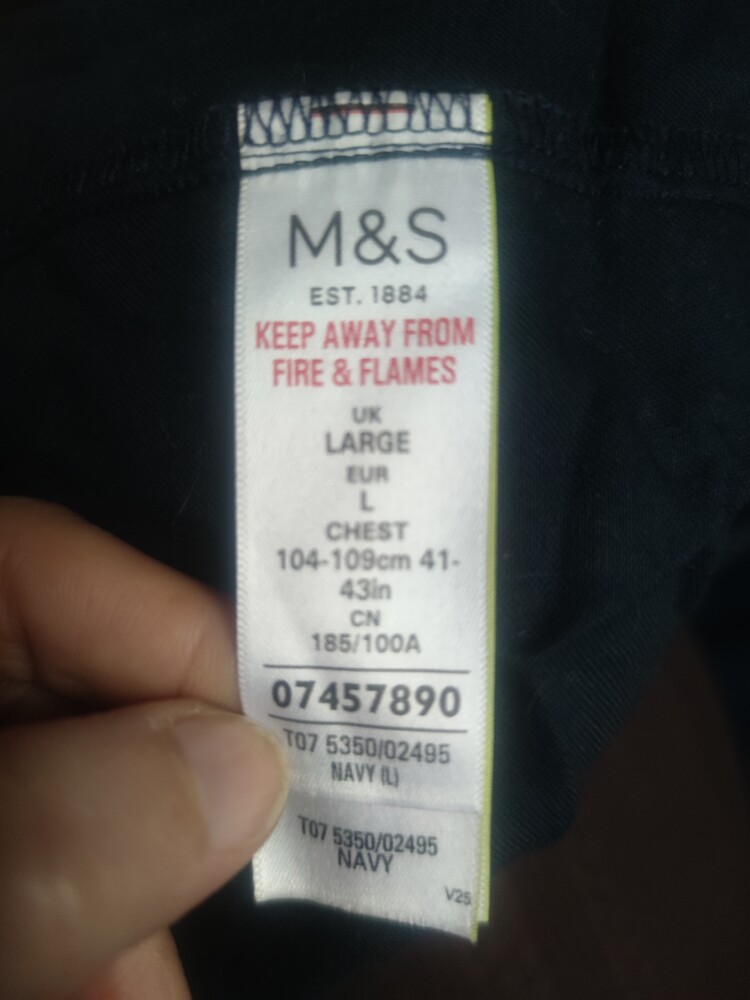 M&S
EST. 1884
KEEP AWAY FROM
FIRE & FLAMES
UK
LARGE
EUR
L
CHEST
104-109cm 41-
43in
CN
185/100A
07457890
T07 5350/02495
NAVY (L)
T07 5350/02495
NAVY
V25